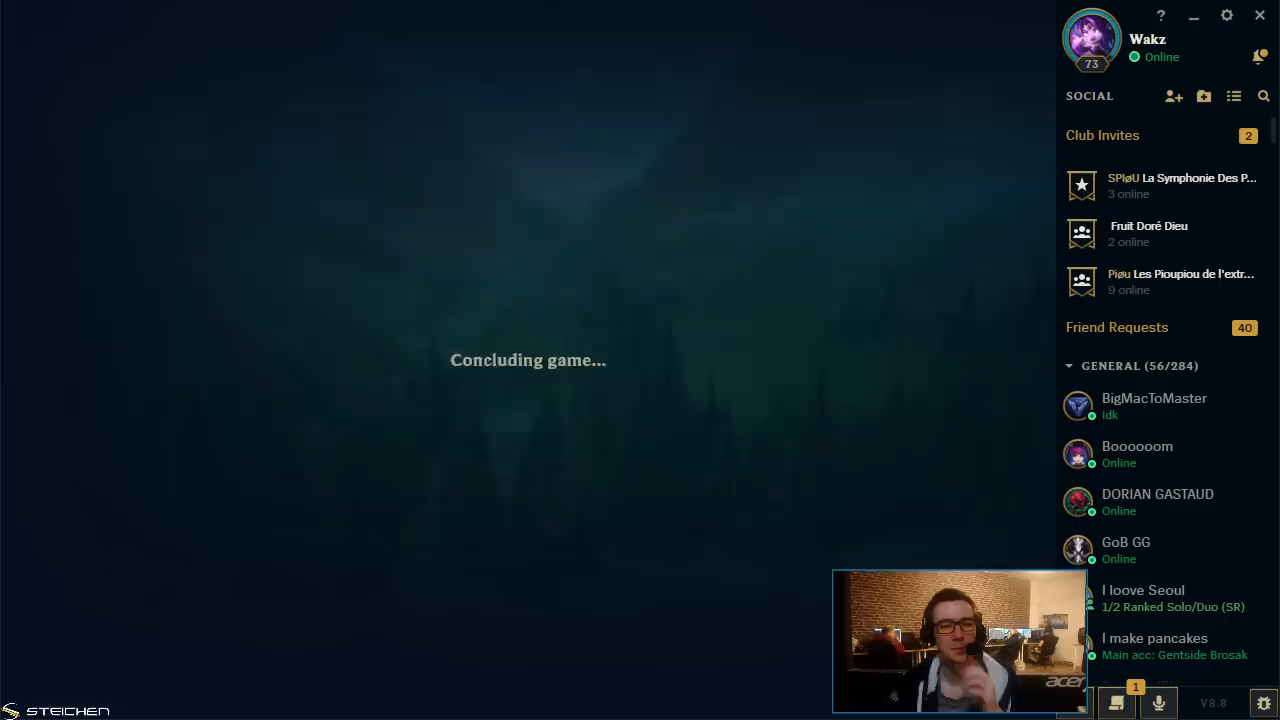 ?
Wakz
73
Online
SOCIAL
Club Invites
2
SPIøU La Symphonie Des P...
3 online
Fruit Doré Dieu
2 online
Piøu Les Pioupiou de l'extr...
9 online
Friend Requests
40
GENERAL (56/284)
BigMacToMaster
Idk
Concluding game...
Boooooom
Online
DORIAN GASTAUD
Online
GoB GG
Online
I loove Seoul
1/2 Ranked Solo/Duo (SR)
I make pancakes
Main acc: Gentside Brosak
acer
1
V8.8
STEICHEN